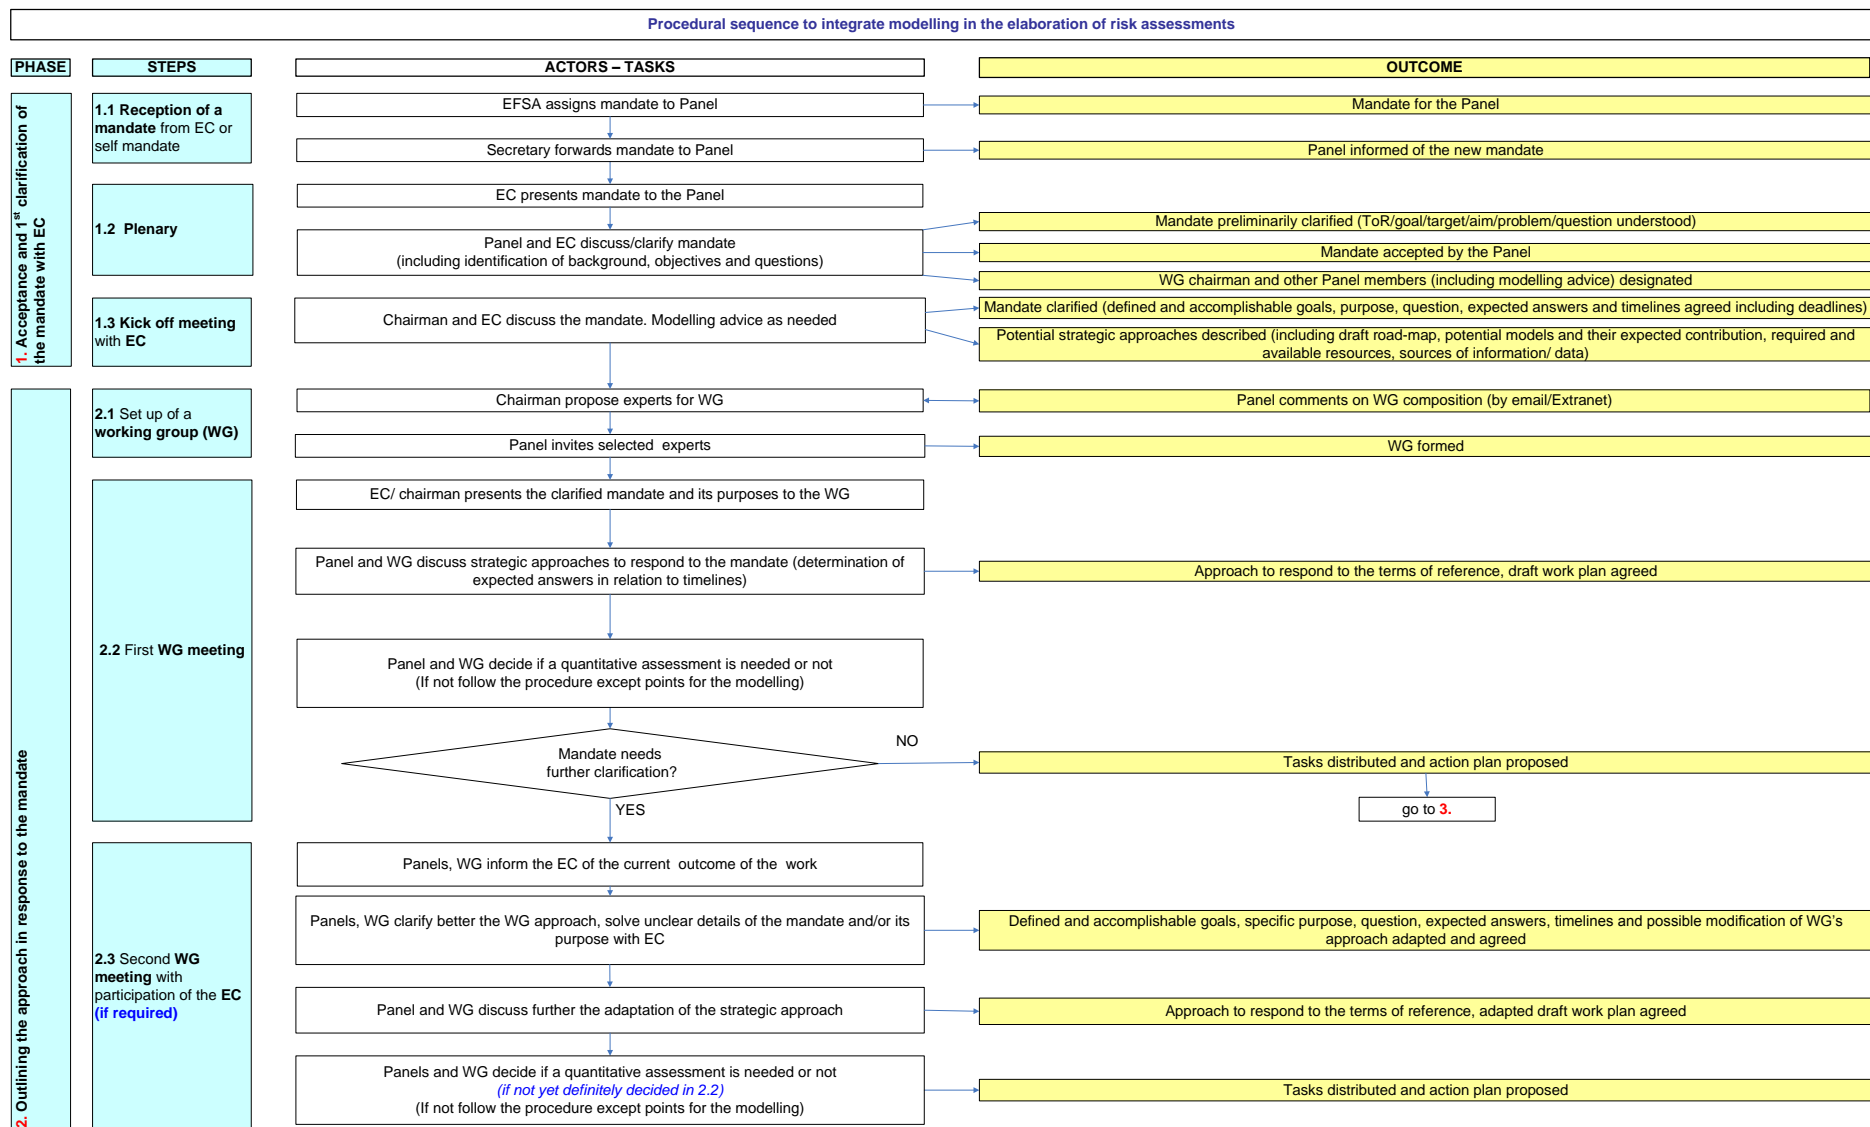 Procedural sequence to integrate modelling in the elaboration of risk assessments
PHASE
STEPS
ACTORS – TASKS
OUTCOME
1. Acceptance and 1st clarification of
the mandate with EC
1.1 Reception of a
mandate from EC or
self mandate
EFSA assigns mandate to Panel
Mandate for the Panel
Secretary forwards mandate to Panel
Panel informed of the new mandate
1.2 Plenary
EC presents mandate to the Panel
Panel and EC discuss/clarify mandate
(including identification of background, objectives and questions)
Mandate preliminarily clarified (ToR/goal/target/aim/problem/question understood)
Mandate accepted by the Panel
WG chairman and other Panel members (including modelling advice) designated
1.3 Kick off meeting
with EC
Chairman and EC discuss the mandate. Modelling advice as needed
Mandate clarified (defined and accomplishable goals, purpose, question, expected answers and timelines agreed including deadlines)
Potential strategic approaches described (including draft road-map, potential models and their expected contribution, required and
available resources, sources of information/ data)
2. Outlining the approach in response to the mandate
2.1 Set up of a
working group (WG)
Chairman propose experts for WG
Panel comments on WG composition (by email/Extranet)
Panel invites selected experts
WG formed
2.2 First WG meeting
EC/ chairman presents the clarified mandate and its purposes to the WG
Panel and WG discuss strategic approaches to respond to the mandate (determination of
expected answers in relation to timelines)
Approach to respond to the terms of reference, draft work plan agreed
Panel and WG decide if a quantitative assessment is needed or not
(If not follow the procedure except points for the modelling)
Mandate needs
further clarification?
NO
Tasks distributed and action plan proposed
go to 3.
YES
2.3 Second WG
meeting with
participation of the EC
(if required)
Panels, WG inform the EC of the current outcome of the work
Panels, WG clarify better the WG approach, solve unclear details of the mandate and/or its
purpose with EC
Defined and accomplishable goals, specific purpose, question, expected answers, timelines and possible modification of WG's
approach adapted and agreed
Panel and WG discuss further the adaptation of the strategic approach
Approach to respond to the terms of reference, adapted draft work plan agreed
Panels and WG decide if a quantitative assessment is needed or not
(if not yet definitely decided in 2.2)
(If not follow the procedure except points for the modelling)
Tasks distributed and action plan proposed